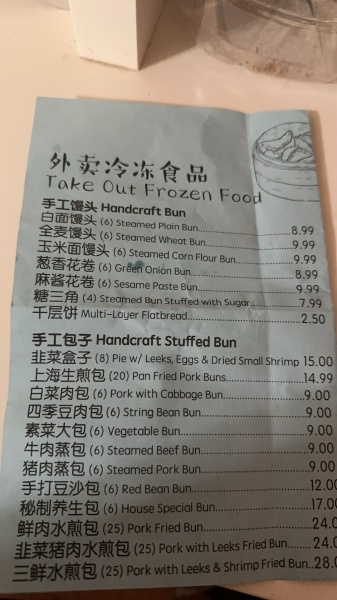 外卖冷冻食品
Take Out Frozen Food
手工馒头 Handcraft Bun
白面馒头 (6) Steamed Plain Bun..........8.99
全麦馒头 (6) Steamed Wheat Bun..........9.99
玉米面馒头 (6) Steamed Corn Flour Bun..........9.99
葱香花卷 (6) Green Onion Bun..........8.99
麻酱花卷 (6) Sesame Paste Bun..........9.99
糖三角 (4) Steamed Bun Stuffed with Sugar..........7.99
千层饼 Multi-Layer Flatbread..........2.50
手工包子 Handcraft Stuffed Bun
韭菜盒子 (8) Pie w/ Leeks, Eggs & Dried Small Shrimp 15.00
上海生煎包 (20) Pan Fried Pork Buns..........14.99
白菜肉包 (6) Pork with Cabbage Bun..........9.00
四季豆肉包 (6) String Bean Bun..........9.00
素菜大包 (6) Vegetable Bun..........9.00
牛肉蒸包 (6) Steamed Beef Bun..........9.00
猪肉蒸包 (6) Steamed Pork Bun..........9.00
手打豆沙包 (6) Red Bean Bun..........12.00
秘制养生包 (6) House Special Bun..........17.00
鲜肉水煎包 (25) Pork Fried Bun..........24.0
韭菜猪肉水煎包 (25) Pork with Leeks Fried Bun..........24.0
三鲜水煎包 (25) Pork with Leeks & Shrimp Fried Bun..........28.0